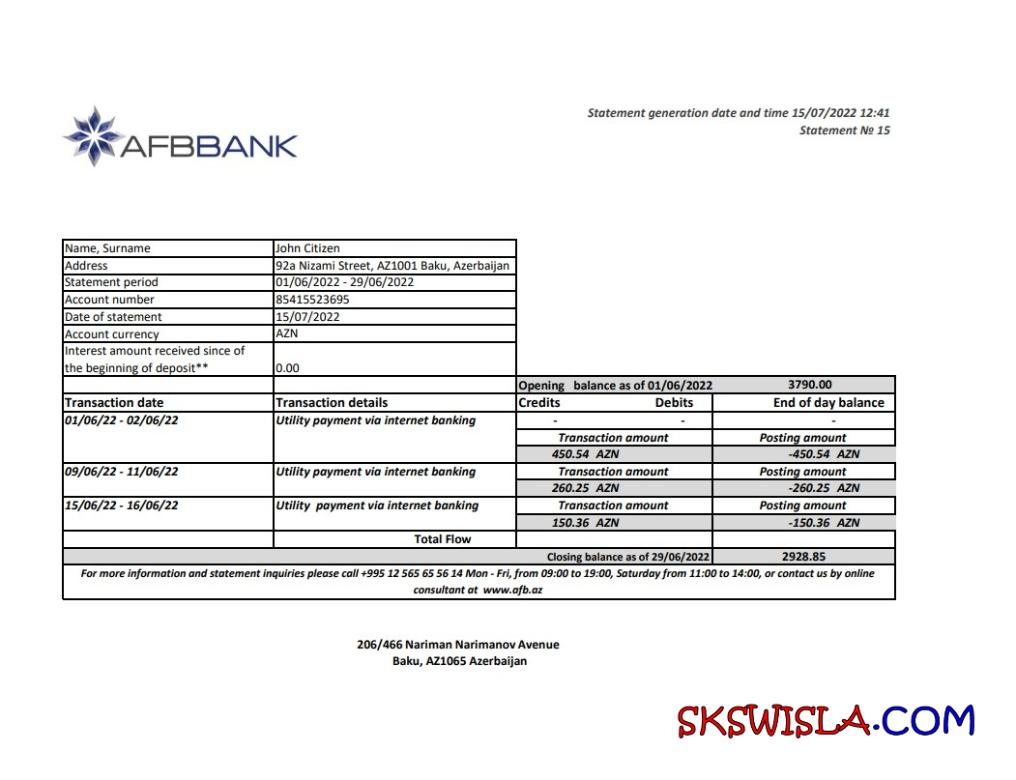 AFBBANK
Statement generation date and time 15/07/2022 12:41
Statement № 15
Name, Surname John Citizen
Address 92a Nizami Street, AZ1001 Baku, Azerbaijan
Statement period 01/06/2022 - 29/06/2022
Account number 85415523695
Date of statement 15/07/2022
Account currency AZN
Interest amount received since of
the beginning of deposit** 0.00
Opening balance as of 01/06/2022 3790.00
Transaction date Transaction details Credits Debits End of day balance
01/06/22 - 02/06/22 Utility payment via internet banking - - -
Transaction amount Posting amount
450.54 AZN -450.54 AZN
09/06/22 - 11/06/22 Utility payment via internet banking Transaction amount Posting amount
260.25 AZN -260.25 AZN
15/06/22 - 16/06/22 Utility payment via internet banking Transaction amount Posting amount
150.36 AZN -150.36 AZN
Total Flow
Closing balance as of 29/06/2022 2928.85
For more information and statement inquiries please call +995 12 565 65 56 14 Mon - Fri, from 09:00 to 19:00, Saturday from 11:00 to 14:00, or contact us by online
consultant at www.afb.az
206/466 Nariman Narimanov Avenue
Baku, AZ1065 Azerbaijan
SKSWISLA.COM